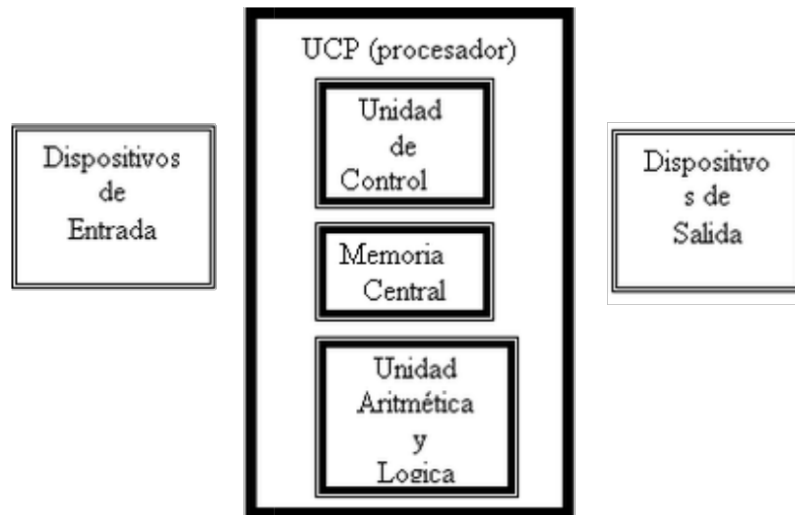 UCP (procesador)
Unidad
de
Control
Dispositivos
de
Entrada
Memoria
Central
Unidad
Aritmética
y
Logica
Dispositivo
s de
Salida